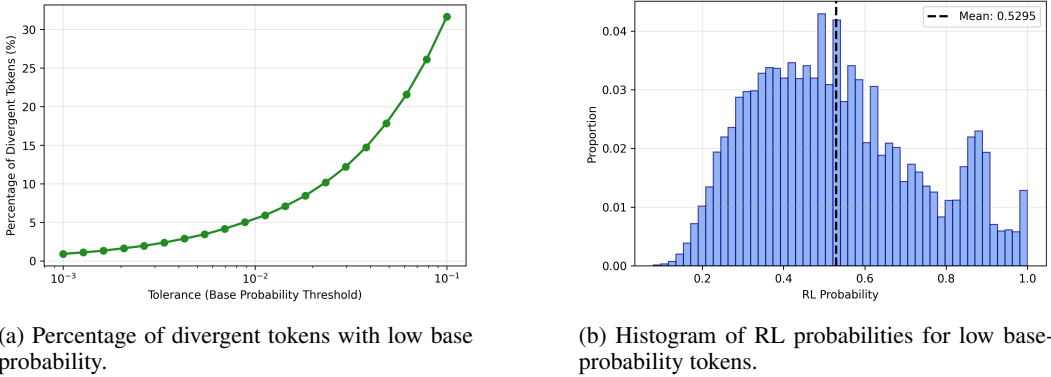 Percentage of Divergent Tokens (%)
30
25
20
15
10
5
0
10⁻³
10⁻²
10⁻¹
Tolerance (Base Probability Threshold)
Proportion
0.04
0.03
0.02
0.01
0.00
Mean: 0.5295
0.2
0.4
0.6
0.8
1.0
RL Probability
(a) Percentage of divergent tokens with low base
probability.
(b) Histogram of RL probabilities for low base-
probability tokens.